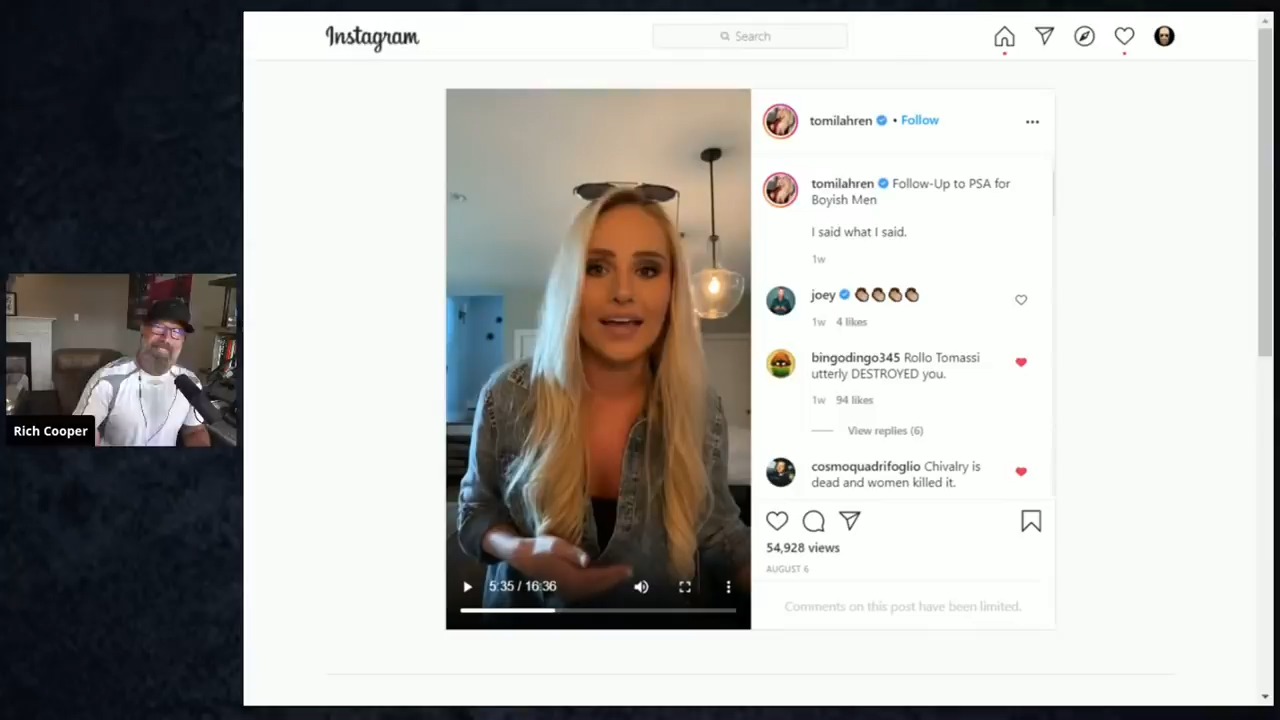 Instagram
Search
tomilahren • Follow
tomilahren Follow-Up to PSA for
Boyish Men
I said what I said.
1w
joey
1w 4 likes
bingodingo345 Rollo Tomassi
utterly DESTROYED you.
1w 94 likes
View replies (6)
cosmoquadrifoglio Chivalry is
dead and women killed it.
54,928 views
AUGUST 6
Comments on this post have been limited.
5:35 / 16:36
Rich Cooper